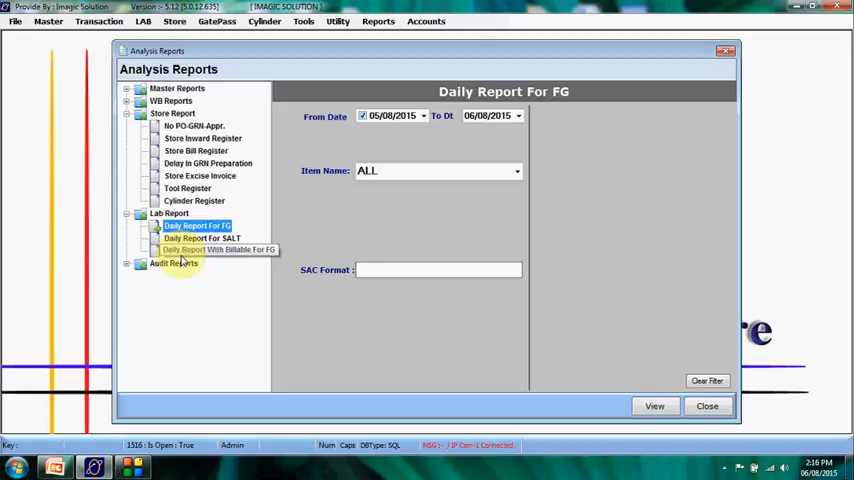 Provide By : Imagic Solution Version :- 5.12 [5.0.12.635] [ IMAGIC SOLUTION ]
File Master Transaction LAB Store GatePass Cylinder Tools Utility Reports Accounts
Analysis Reports
Analysis Reports
Master Reports
WB Reports
Store Report
No PO-GRN-Appr.
Store Inward Register
Store Bill Register
Delay In GRN Preparation
Store Excise Invoice
Tool Register
Cylinder Register
Lab Report
Daily Report For FG
Daily Report For SALT
Daily Report With Billable For FG
Audit Reports
Daily Report For FG
From Date 05/08/2015 To Dt 06/08/2015
Item Name: ALL
SAC Format :
Clear Filter
View Close
Key : 1516 : Is Open : True Admin Num Caps DBType: SQL MSG :- / IP Cam-1 Connected.
2:16 PM
06/08/2015